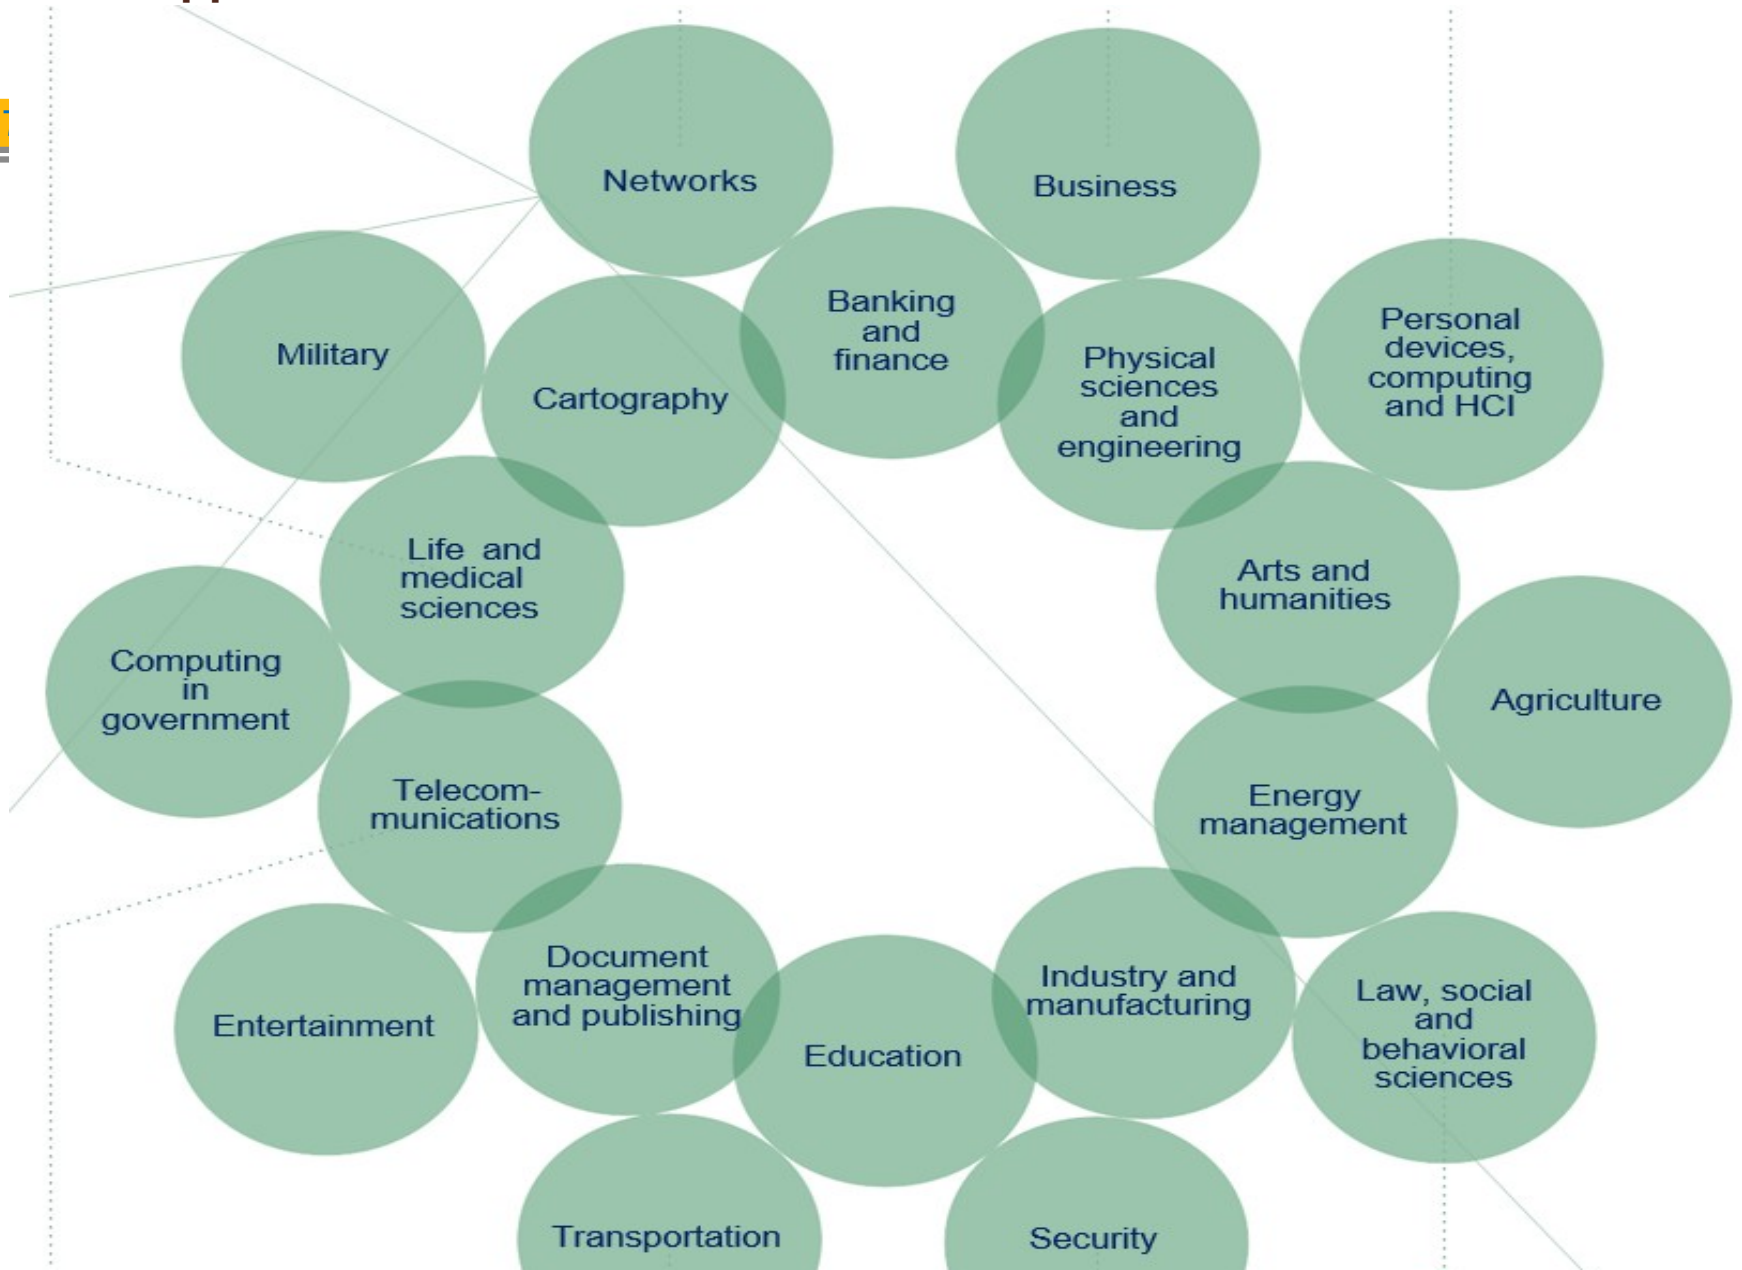 Networks
Business
Banking
and
finance
Military
Cartography
Physical
sciences
and
engineering
Personal
devices,
computing
and HCI
Life  and
medical
sciences
Arts and
humanities
Computing
in
government
Agriculture
Telecom-
munications
Energy
management
Entertainment
Document
management
and publishing
Education
Industry and
manufacturing
Law, social
and
behavioral
sciences
Transportation
Security